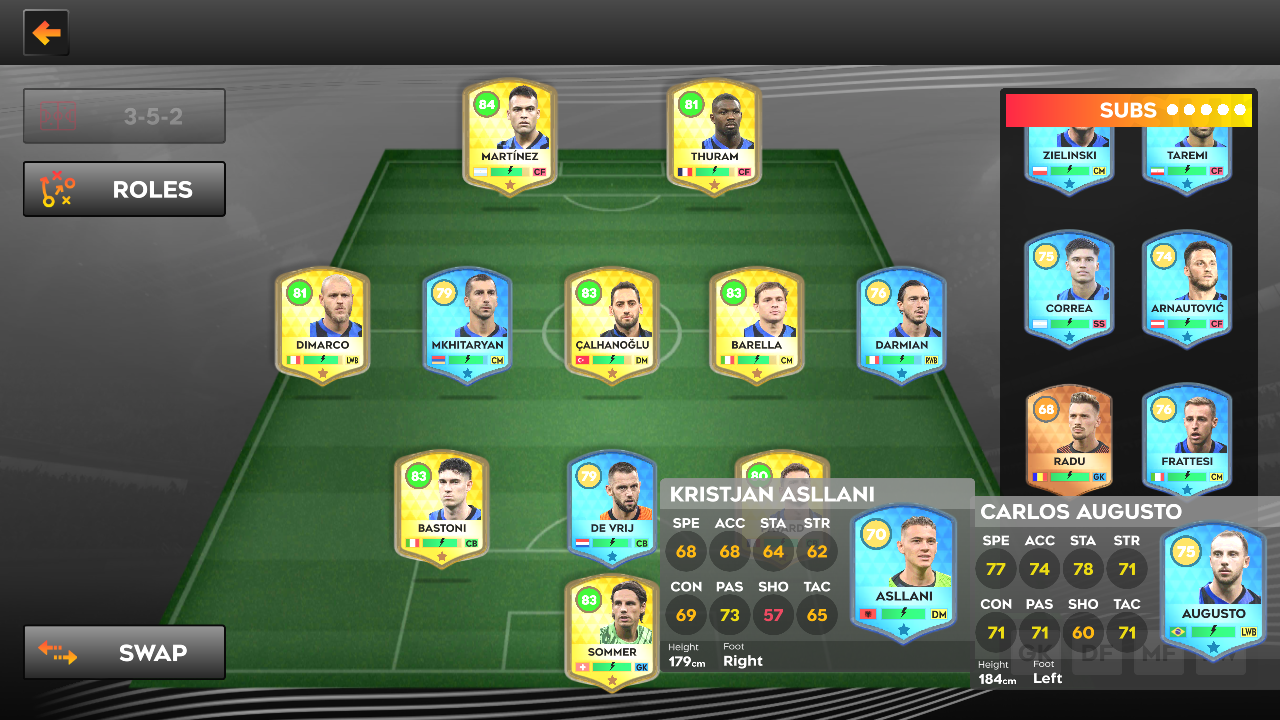 3-5-2
ROLES
SUBS
84
MARTÍNEZ
CF
81
THURAM
CF
ZIELINSKI
CM
TAREMI
CF
75
CORREA
SS
74
ARNAUTOVIĆ
CF
81
DIMARCO
LWB
79
MKHITARYAN
CM
83
ÇALHANOĞLU
DM
83
BARELLA
CM
76
DARMIAN
RWB
68
RADU
GK
76
FRATTESI
CM
83
BASTONI
CB
79
DE VRIJ
CB
80
83
SOMMER
GK
KRISTJAN ASLLANI
SPE ACC STA STR
68 68 64 62
CON PAS SHO TAC
69 73 57 65
Height
179cm
Foot
Right
70
ASLLANI
DM
CARLOS AUGUSTO
SPE ACC STA STR
77 74 78 71
CON PAS SHO TAC
71 71 60 71
Height
184cm
Foot
Left
75
AUGUSTO
LWB
GK DF MF
SWAP